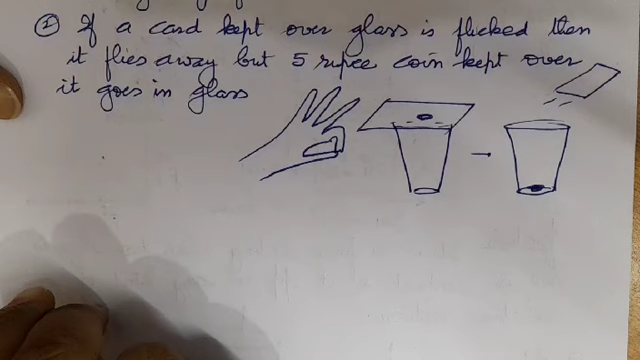 ② If a card kept over glass is flicked then
it flies away but 5 rupee coin kept over
it goes in glass